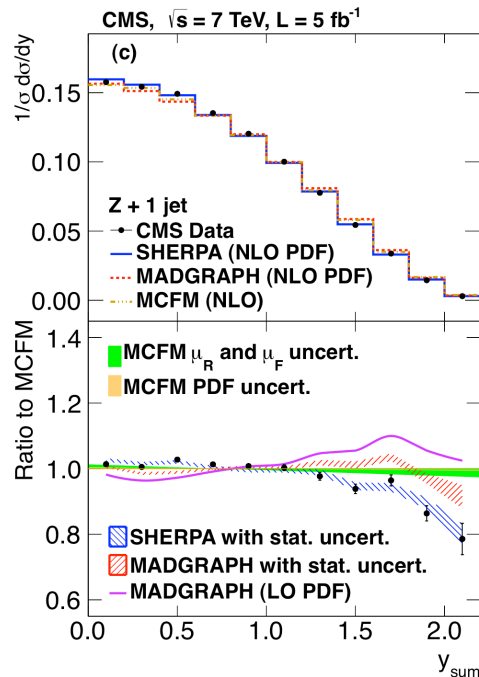 CMS, √s = 7 TeV, L = 5 fb⁻¹
(c)
1/σ dσ/dy
0.15
0.10
0.05
0.00
Z + 1 jet
CMS Data
SHERPA (NLO PDF)
MADGRAPH (NLO PDF)
MCFM (NLO)
Ratio to MCFM
1.4
1.2
1.0
0.8
0.6
MCFM μ_R and μ_F uncert.
MCFM PDF uncert.
SHERPA with stat. uncert.
MADGRAPH with stat. uncert.
MADGRAPH (LO PDF)
0.0 0.5 1.0 1.5 2.0
y_sum